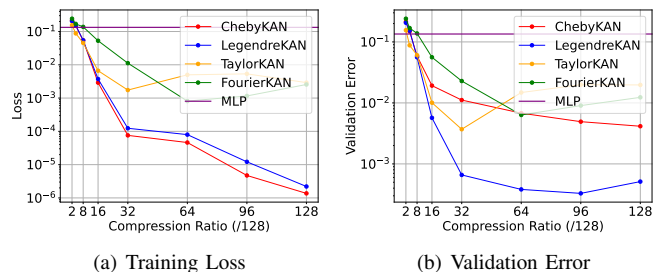 ChebyKAN
LegendreKAN
TaylorKAN
FourierKAN
MLP
10⁻¹
10⁻²
10⁻³
10⁻⁴
10⁻⁵
10⁻⁶
Loss
2 8 16 32 64 96 128
Compression Ratio (/128)
(a) Training Loss
ChebyKAN
LegendreKAN
TaylorKAN
FourierKAN
MLP
10⁻¹
10⁻²
10⁻³
Validation Error
2 8 16 32 64 96 128
Compression Ratio (/128)
(b) Validation Error